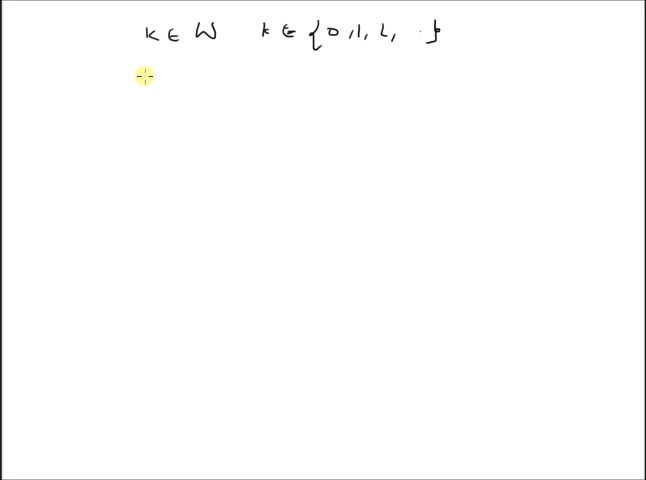 k ∈ W k ∈ {0, 1, 2, . }